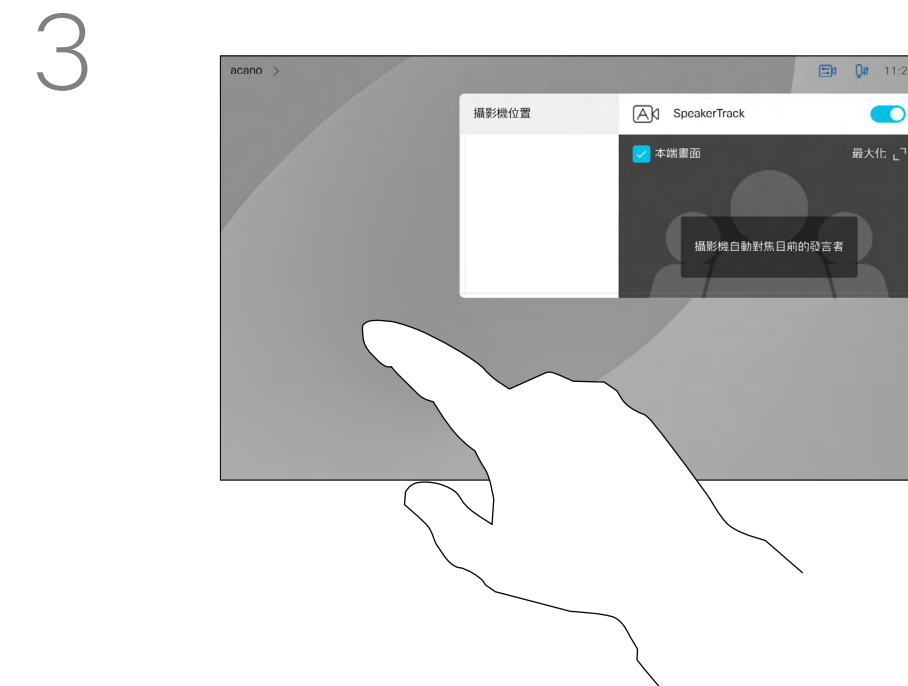 3
acano >
11:2
攝影機位置
SpeakerTrack
本端畫面
最大化
攝影機自動對焦目前的發言者